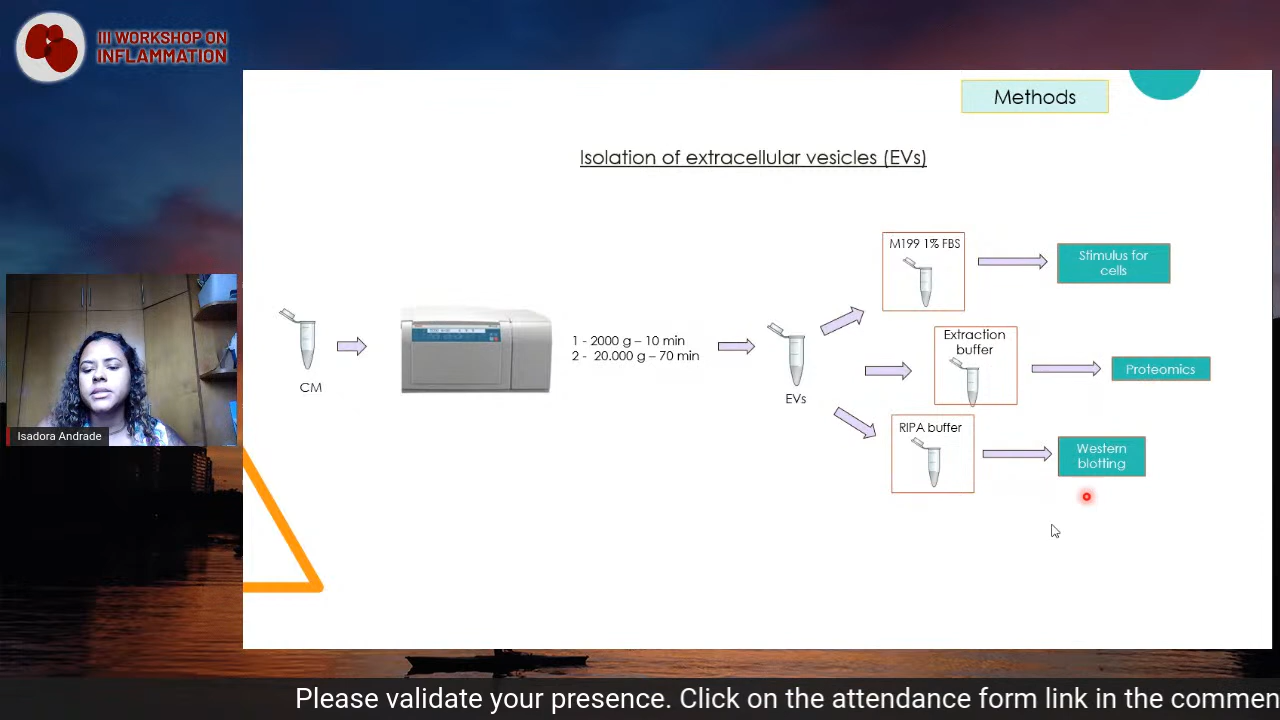 III WORKSHOP ON
INFLAMMATION
Methods
Isolation of extracellular vesicles (EVs)
CM
1 - 2000 g – 10 min
2 - 20.000 g – 70 min
EVs
M199 1% FBS
Stimulus for
cells
Extraction
buffer
Proteomics
RIPA buffer
Western
blotting
Isadora Andrade
Please validate your presence. Click on the attendance form link in the commen